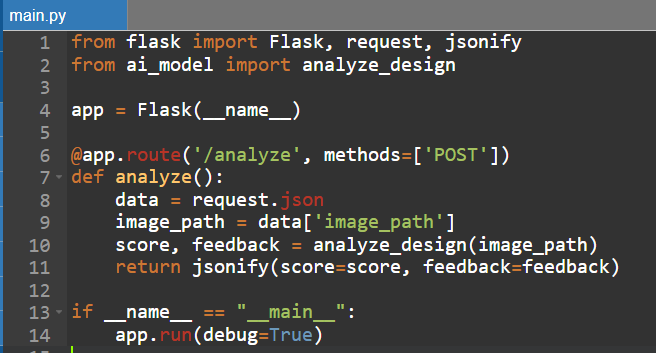 main.py
1 from flask import Flask, request, jsonify
2 from ai_model import analyze_design
3
4 app = Flask(__name__)
5
6 @app.route('/analyze', methods=['POST'])
7 def analyze():
8     data = request.json
9     image_path = data['image_path']
10     score, feedback = analyze_design(image_path)
11     return jsonify(score=score, feedback=feedback)
12
13 if __name__ == "__main__":
14     app.run(debug=True)